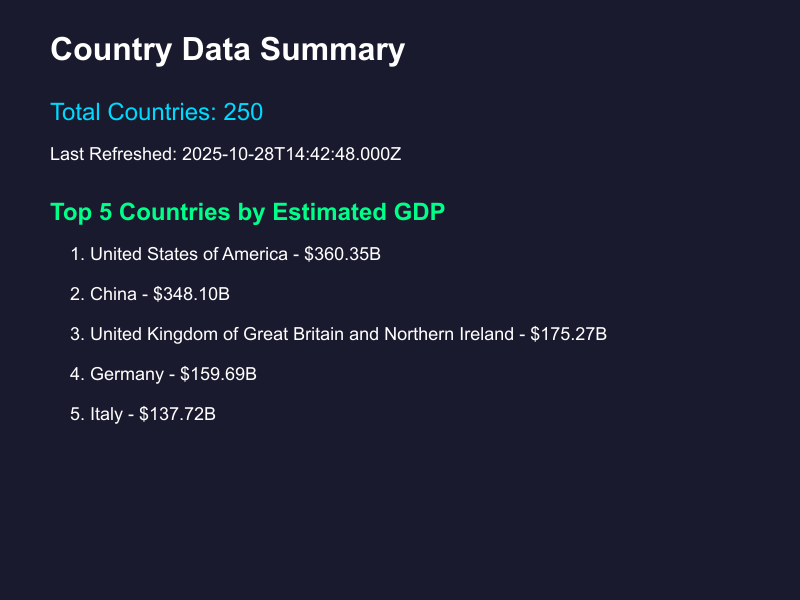 Country Data Summary
Total Countries: 250
Last Refreshed: 2025-10-28T14:42:48.000Z
Top 5 Countries by Estimated GDP
1. United States of America - $360.35B
2. China - $348.10B
3. United Kingdom of Great Britain and Northern Ireland - $175.27B
4. Germany - $159.69B
5. Italy - $137.72B